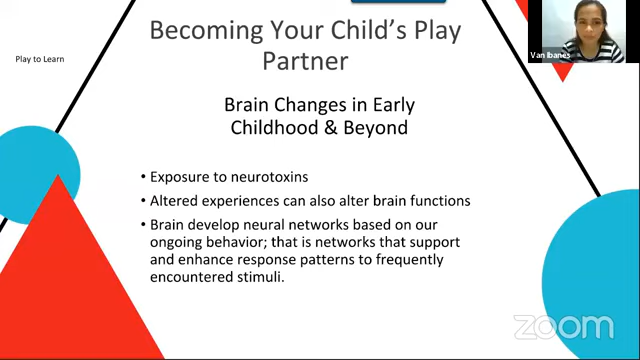 Becoming Your Child's Play
Partner
Play to Learn
Van Ibanes
Brain Changes in Early
Childhood & Beyond
• Exposure to neurotoxins
• Altered experiences can also alter brain functions
• Brain develop neural networks based on our
ongoing behavior; that is networks that support
and enhance response patterns to frequently
encountered stimuli.
zoom